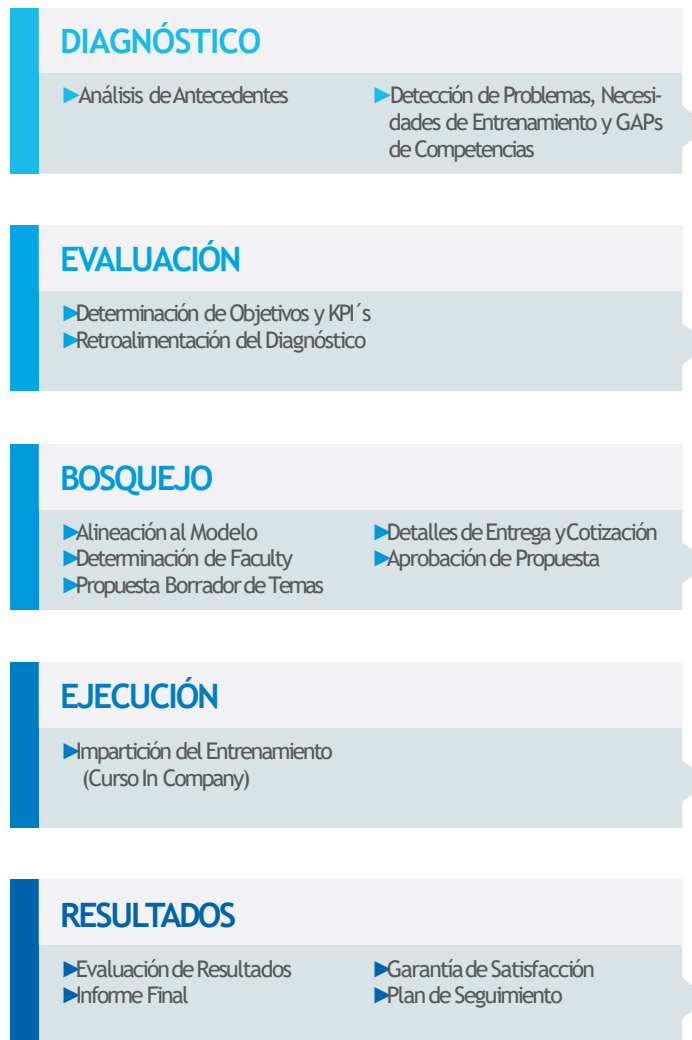 DIAGNÓSTICO
►Análisis de Antecedentes
►Detección de Problemas, Necesi-
dades de Entrenamiento y GAPs
de Competencias
EVALUACIÓN
►Determinación de Objetivos y KPI´s
►Retroalimentación del Diagnóstico
BOSQUEJO
►Alineación al Modelo
►Determinación de Faculty
►Propuesta Borrador de Temas
►Detalles de Entrega y Cotización
►Aprobación de Propuesta
EJECUCIÓN
►Impartición del Entrenamiento
(Curso In Company)
RESULTADOS
►Evaluación de Resultados
►Informe Final
►Garantía de Satisfacción
►Plan de Seguimiento